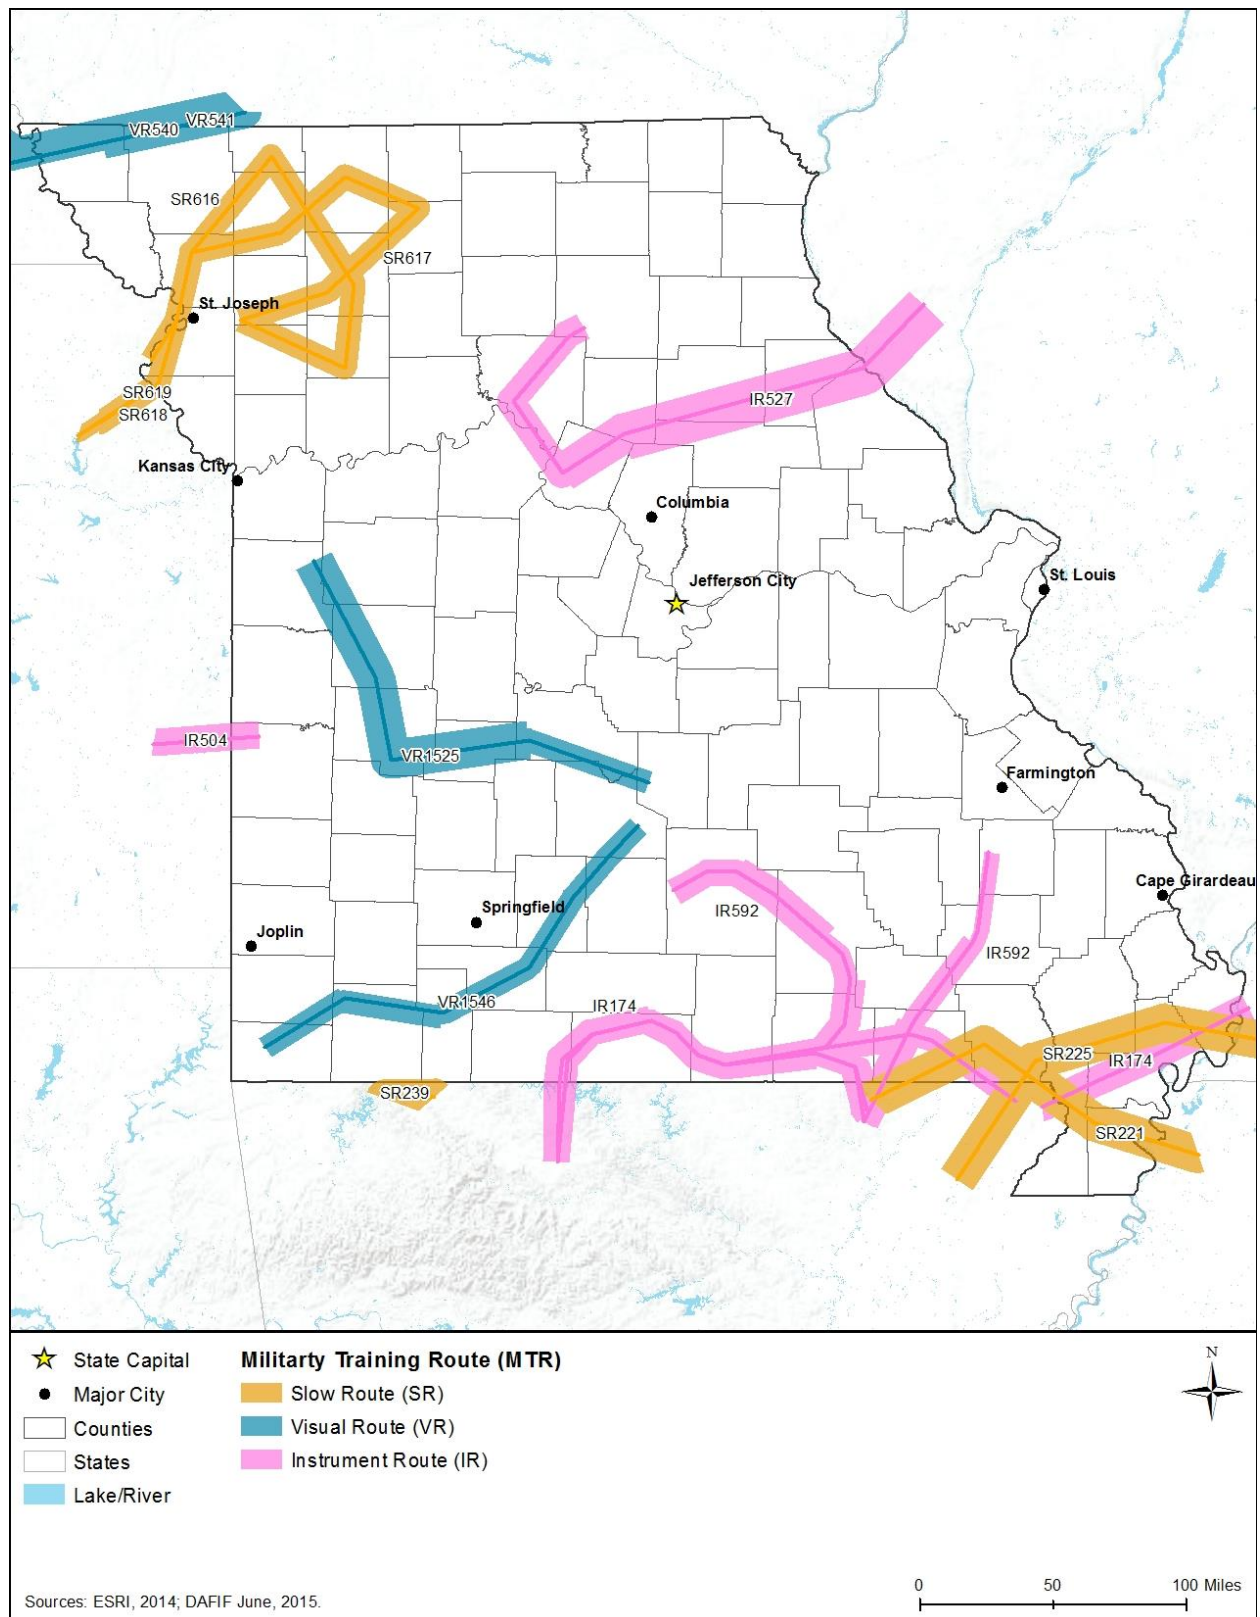 VR540
VR541
SR616
SR617
St. Joseph
SR619
SR618
IR527
Kansas City
Columbia
Jefferson City
St. Louis
IR504
VR1525
Farmington
Cape Girardeau
IR592
Springfield
Joplin
IR592
VR1546
IR174
SR225
IR174
SR239
SR221
State Capital
Major City
Counties
States
Lake/River
Militarty Training Route (MTR)
Slow Route (SR)
Visual Route (VR)
Instrument Route (IR)
N
Sources: ESRI, 2014; DAFIF June, 2015.
0 50 100 Miles